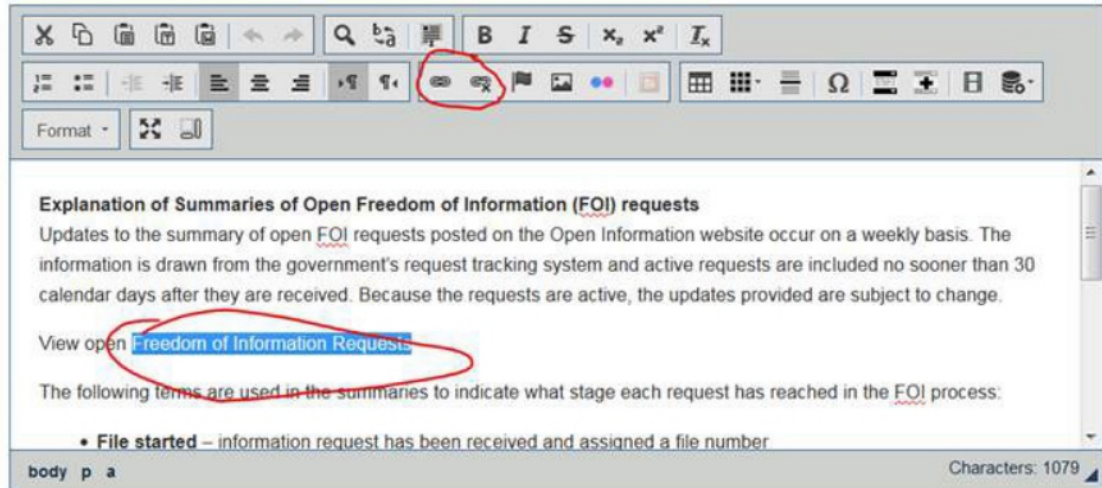 B I S x₂ x² Iₓ
Ω
Format
Explanation of Summaries of Open Freedom of Information (FOI) requests
Updates to the summary of open FOI requests posted on the Open Information website occur on a weekly basis. The
information is drawn from the government's request tracking system and active requests are included no sooner than 30
calendar days after they are received. Because the requests are active, the updates provided are subject to change.
View open Freedom of Information Requests
The following terms are used in the summaries to indicate what stage each request has reached in the FOI process:
• File started – information request has been received and assigned a file number
body p a
Characters: 1079